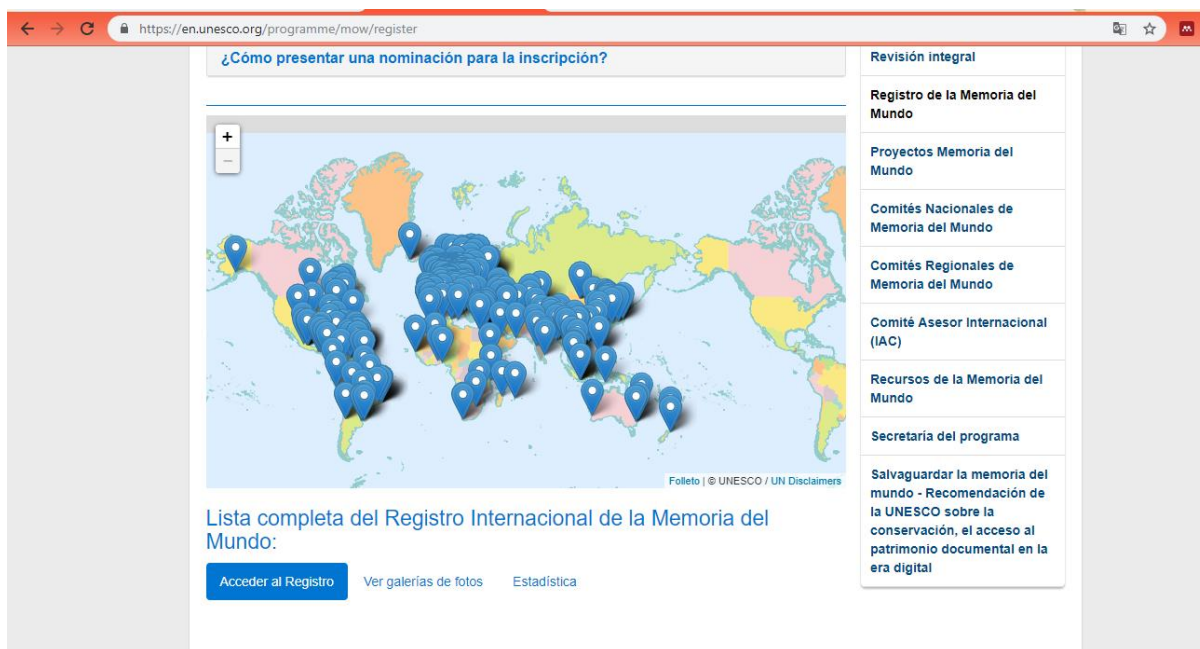 https://en.unesco.org/programme/mow/register
¿Cómo presentar una nominación para la inscripción?
+
−
Folleto | © UNESCO / UN Disclaimers
Lista completa del Registro Internacional de la Memoria del
Mundo:
Acceder al Registro
Ver galerías de fotos
Estadística
Revisión integral
Registro de la Memoria del
Mundo
Proyectos Memoria del
Mundo
Comités Nacionales de
Memoria del Mundo
Comités Regionales de
Memoria del Mundo
Comité Asesor Internacional
(IAC)
Recursos de la Memoria del
Mundo
Secretaría del programa
Salvaguardar la memoria del
mundo - Recomendación de
la UNESCO sobre la
conservación, el acceso al
patrimonio documental en la
era digital